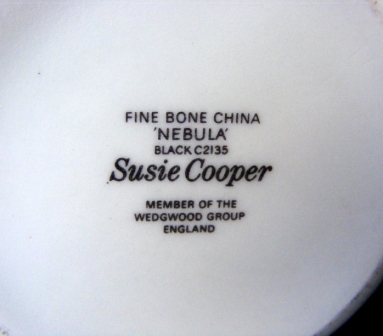 FINE BONE CHINA
'NEBULA'
BLACK C2135
Susie Cooper
MEMBER OF THE
WEDGWOOD GROUP
ENGLAND